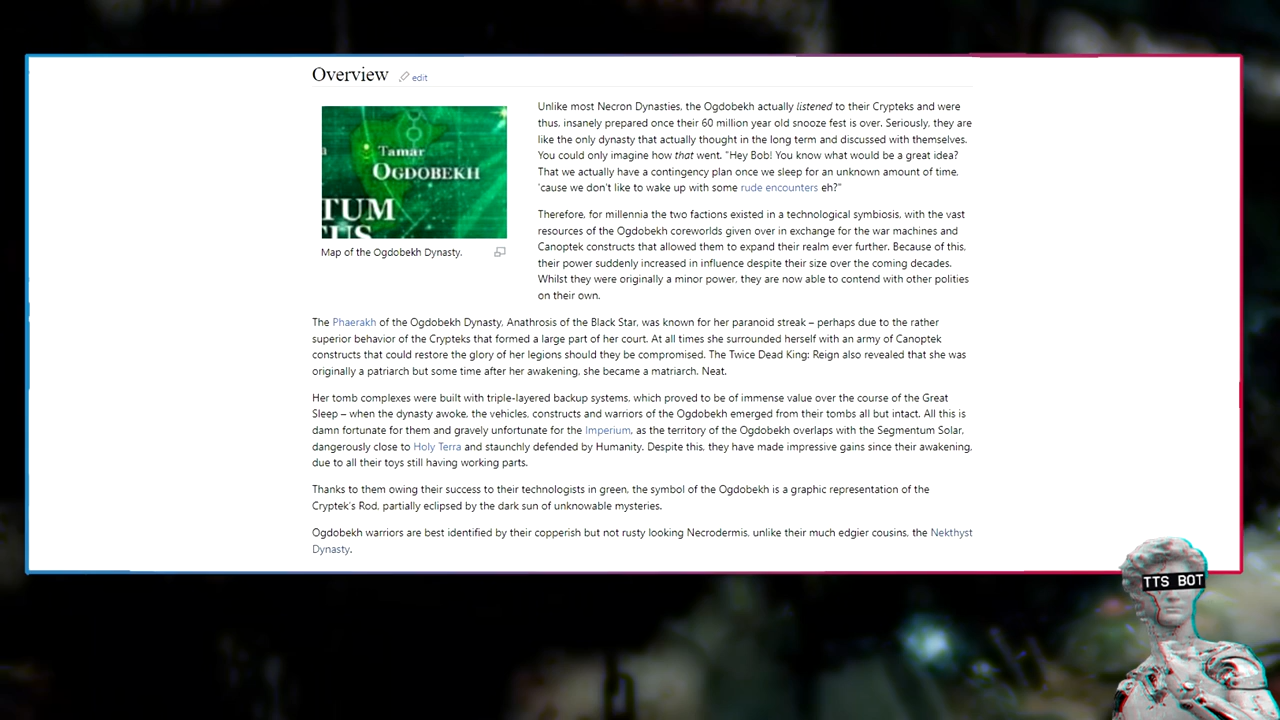 Overview edit
Tamar
OGDOBEKH
TUM
Map of the Ogdobekh Dynasty.
Unlike most Necron Dynasties, the Ogdobekh actually listened to their Crypteks and were
thus, insanely prepared once their 60 million year old snooze fest is over. Seriously, they are
like the only dynasty that actually thought in the long term and discussed with themselves.
You could only imagine how that went. "Hey Bob! You know what would be a great idea?
That we actually have a contingency plan once we sleep for an unknown amount of time,
'cause we don't like to wake up with some rude encounters eh?"
Therefore, for millennia the two factions existed in a technological symbiosis, with the vast
resources of the Ogdobekh coreworlds given over in exchange for the war machines and
Canoptek constructs that allowed them to expand their realm ever further. Because of this,
their power suddenly increased in influence despite their size over the coming decades.
Whilst they were originally a minor power, they are now able to contend with other polities
on their own.
The Phaerakh of the Ogdobekh Dynasty, Anathrosis of the Black Star, was known for her paranoid streak – perhaps due to the rather
superior behavior of the Crypteks that formed a large part of her court. At all times she surrounded herself with an army of Canoptek
constructs that could restore the glory of her legions should they be compromised. The Twice Dead King: Reign also revealed that she was
originally a patriarch but some time after her awakening, she became a matriarch. Neat.
Her tomb complexes were built with triple-layered backup systems, which proved to be of immense value over the course of the Great
Sleep – when the dynasty awoke, the vehicles, constructs and warriors of the Ogdobekh emerged from their tombs all but intact. All this is
damn fortunate for them and gravely unfortunate for the Imperium, as the territory of the Ogdobekh overlaps with the Segmentum Solar,
dangerously close to Holy Terra and staunchly defended by Humanity. Despite this, they have made impressive gains since their awakening,
due to all their toys still having working parts.
Thanks to them owing their success to their technologists in green, the symbol of the Ogdobekh is a graphic representation of the
Cryptek's Rod, partially eclipsed by the dark sun of unknowable mysteries.
Ogdobekh warriors are best identified by their copperish but not rusty looking Necrodermis, unlike their much edgier cousins, the Nekthyst
Dynasty.
TTS BOT